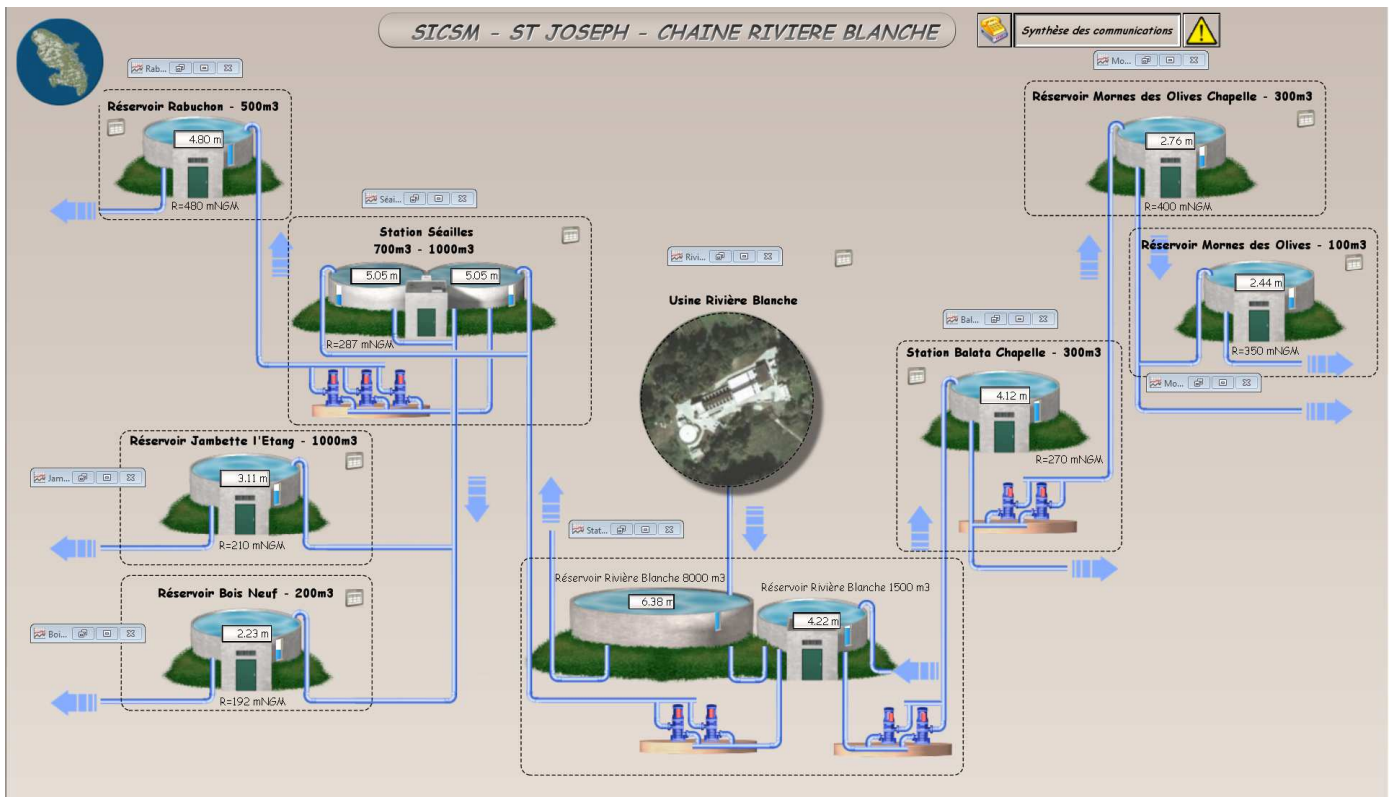 SICSM - ST JOSEPH - CHAINE RIVIERE BLANCHE
Synthèse des communications
Rab...
Réservoir Rabuchon - 500m3
4.80 m
R=480 mNGM
Séai...
Station Séailles
700m3 - 1000m3
5.05 m
5.05 m
R=287 mNGM
Rivi...
Usine Rivière Blanche
Mo...
Réservoir Mornes des Olives Chapelle - 300m3
2.76 m
R=400 mNGM
Réservoir Mornes des Olives - 100m3
2.44 m
R=350 mNGM
Mo...
Bal...
Station Balata Chapelle - 300m3
4.12 m
R=270 mNGM
Réservoir Jambette l'Etang - 1000m3
Jam...
3.11 m
R=210 mNGM
Réservoir Bois Neuf - 200m3
Boi...
2.23 m
R=192 mNGM
Stat...
Réservoir Rivière Blanche 8000 m3
6.38 m
Réservoir Rivière Blanche 1500 m3
4.22 m